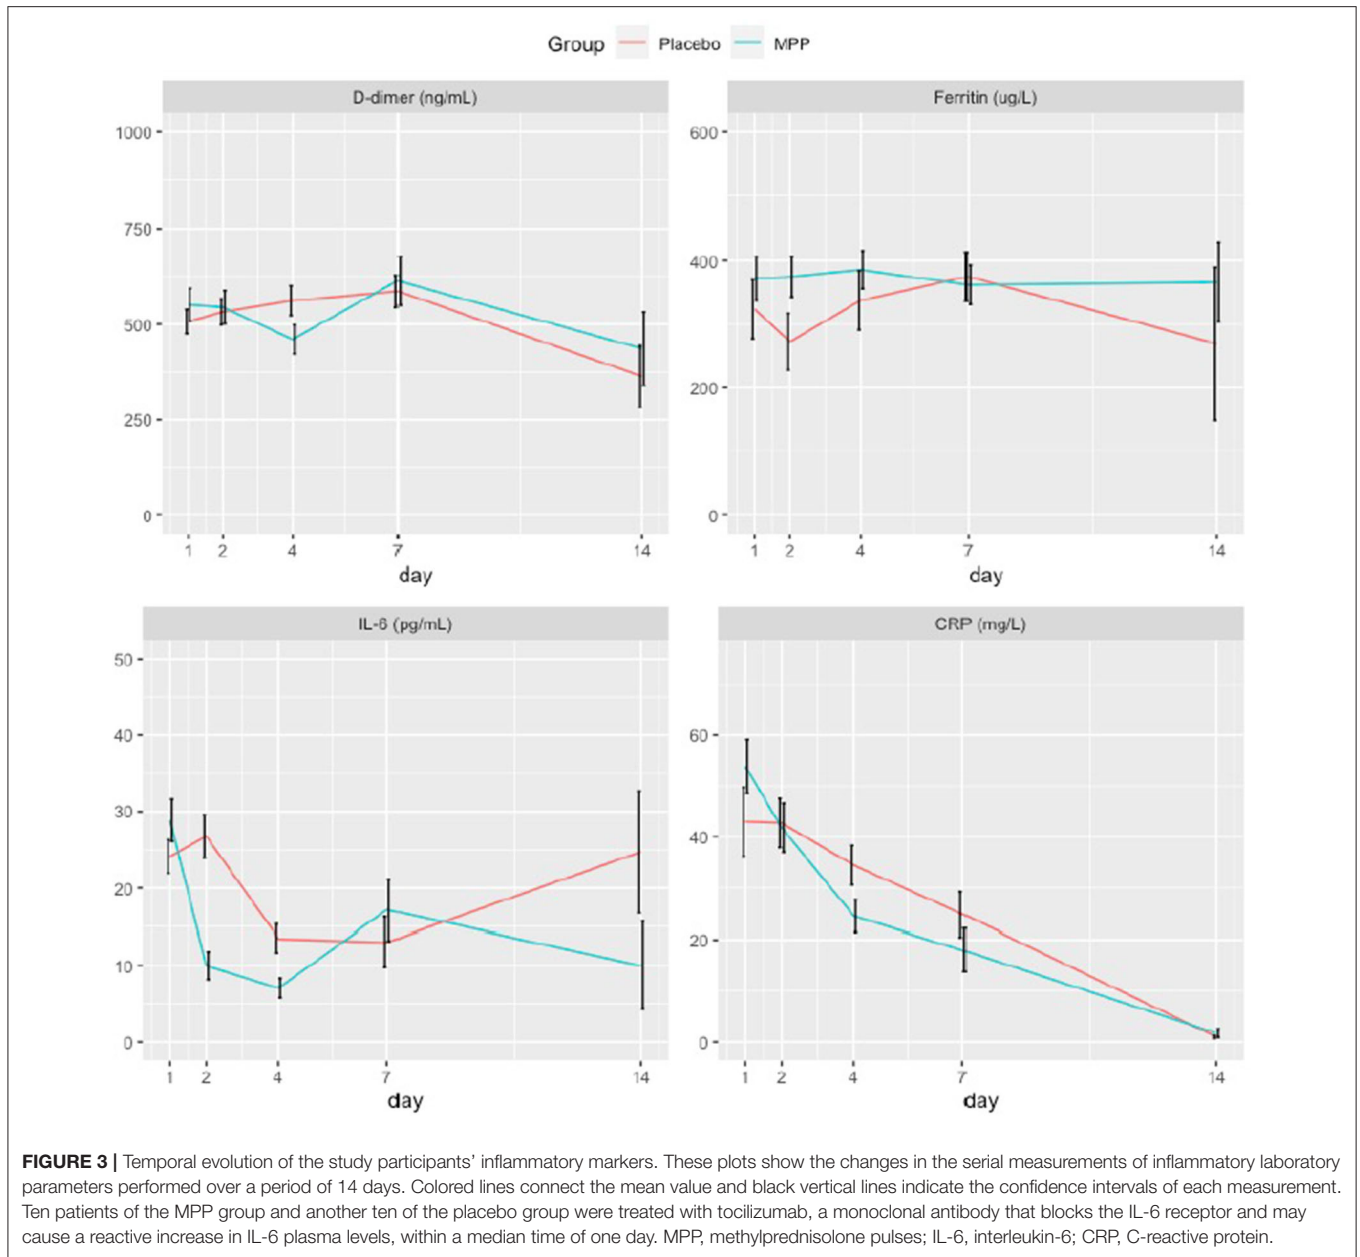 Group Placebo MPP
D-dimer (ng/mL)
1000
750
500
250
0
1 2 4 7 14
day
Ferritin (ug/L)
600
400
200
0
1 2 4 7 14
day
IL-6 (pg/mL)
50
40
30
20
10
0
1 2 4 7 14
day
CRP (mg/L)
60
40
20
0
1 2 4 7 14
day
FIGURE 3 | Temporal evolution of the study participants' inflammatory markers. These plots show the changes in the serial measurements of inflammatory laboratory
parameters performed over a period of 14 days. Colored lines connect the mean value and black vertical lines indicate the confidence intervals of each measurement.
Ten patients of the MPP group and another ten of the placebo group were treated with tocilizumab, a monoclonal antibody that blocks the IL-6 receptor and may
cause a reactive increase in IL-6 plasma levels, within a median time of one day. MPP, methylprednisolone pulses; IL-6, interleukin-6; CRP, C-reactive protein.